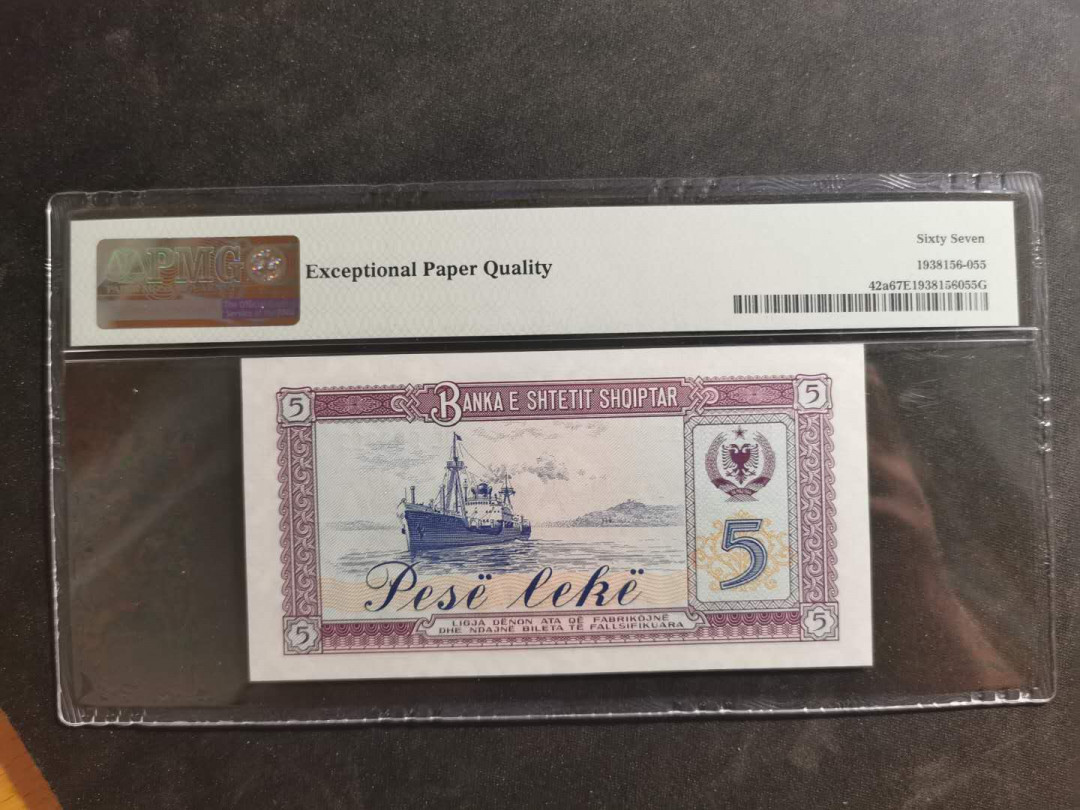 PMG
Exceptional Paper Quality
Sixty Seven
1938156-055
42a67E1938156055G
5
BANKA E SHTETIT SHQIPTAR
5
5
Pesë lekë
LIGJA DËNON ATA QË FABRIKOJNË
DHE NDAJNË BILETA TË FALLSIFIKUARA
5
5